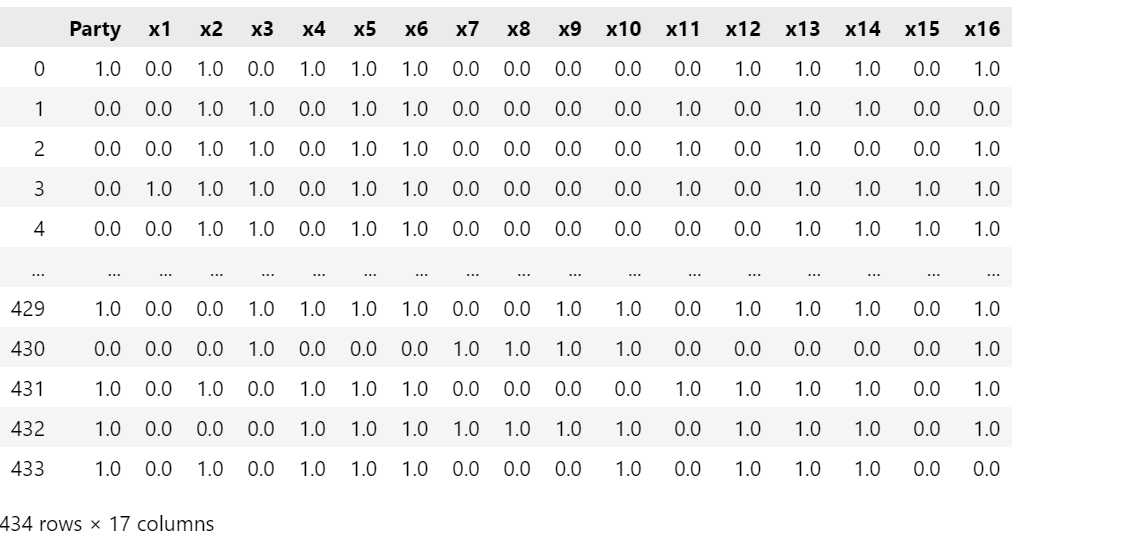 Party x1 x2 x3 x4 x5 x6 x7 x8 x9 x10 x11 x12 x13 x14 x15 x16
0 1.0 0.0 1.0 0.0 1.0 1.0 1.0 0.0 0.0 0.0 0.0 0.0 1.0 1.0 1.0 0.0 1.0
1 0.0 0.0 1.0 1.0 0.0 1.0 1.0 0.0 0.0 0.0 0.0 1.0 0.0 1.0 1.0 0.0 0.0
2 0.0 0.0 1.0 1.0 0.0 1.0 1.0 0.0 0.0 0.0 0.0 1.0 0.0 1.0 0.0 0.0 1.0
3 0.0 1.0 1.0 1.0 0.0 1.0 1.0 0.0 0.0 0.0 0.0 1.0 0.0 1.0 1.0 1.0 1.0
4 0.0 0.0 1.0 1.0 0.0 1.0 1.0 0.0 0.0 0.0 0.0 0.0 0.0 1.0 1.0 1.0 1.0
... ... ... ... ... ... ... ... ... ... ... ... ... ... ... ... ... ...
429 1.0 0.0 0.0 1.0 1.0 1.0 1.0 0.0 0.0 1.0 1.0 0.0 1.0 1.0 1.0 0.0 1.0
430 0.0 0.0 0.0 1.0 0.0 0.0 0.0 1.0 1.0 1.0 1.0 0.0 0.0 0.0 0.0 0.0 1.0
431 1.0 0.0 1.0 0.0 1.0 1.0 1.0 0.0 0.0 0.0 0.0 1.0 1.0 1.0 1.0 0.0 1.0
432 1.0 0.0 0.0 0.0 1.0 1.0 1.0 1.0 1.0 1.0 1.0 0.0 1.0 1.0 1.0 0.0 1.0
433 1.0 0.0 1.0 0.0 1.0 1.0 1.0 0.0 0.0 0.0 1.0 0.0 1.0 1.0 1.0 0.0 0.0
434 rows × 17 columns